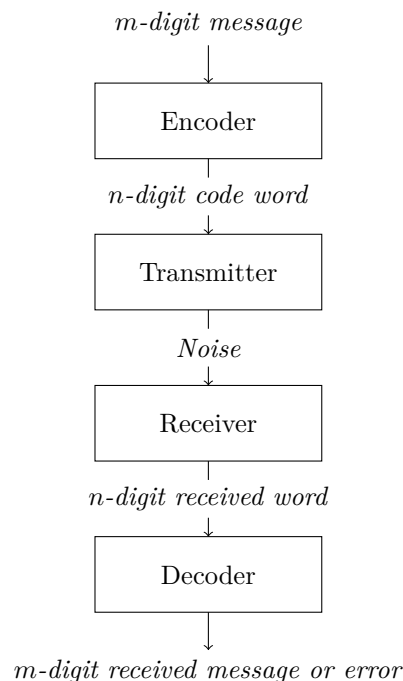 m-digit message
Encoder
n-digit code word
Transmitter
Noise
Receiver
n-digit received word
Decoder
m-digit received message or error